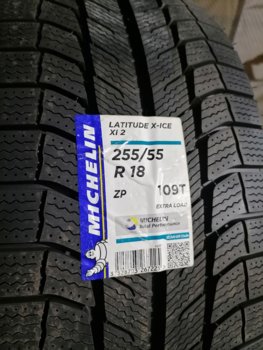 MICHELIN
LATITUDE X-ICE
XI 2
255/55
R 18
ZP
109T
EXTRA LOAD
MICHELIN
Total Performance